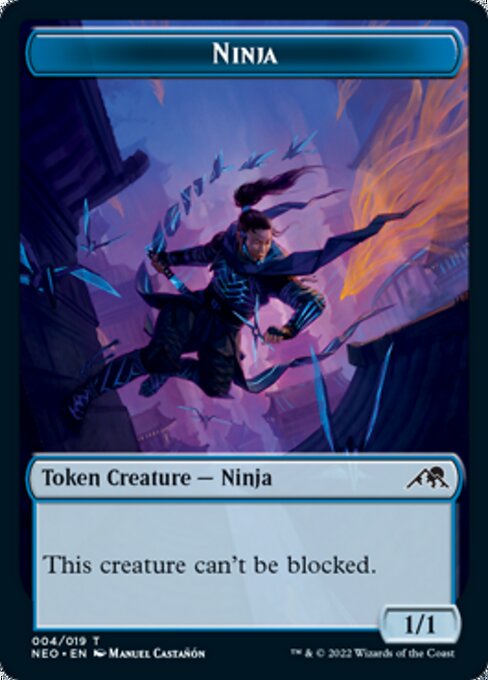 Ninja
Token Creature — Ninja
This creature can't be blocked.
1/1
004/019 T
NEO • EN Manuel Castañón
™ & © 2022 Wizards of the Coast